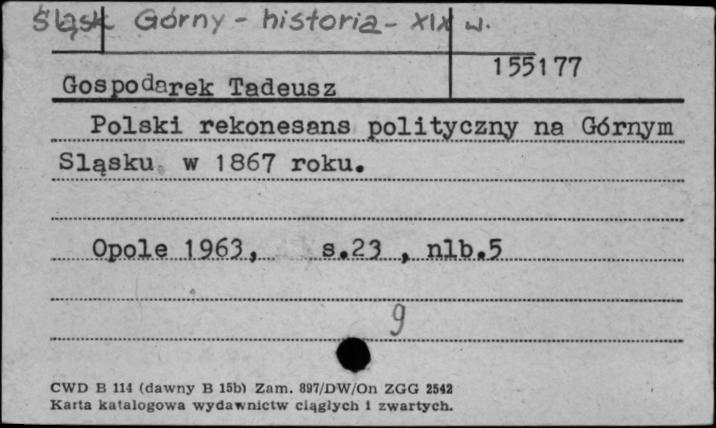 Śląsk Górny - historia - XIX w.
155177
Gospodarek Tadeusz
Polski rekonesans polityczny na Górnym
Sląsku w 1867 roku.
Opole 1963, s.23 , nlb.5
9
CWD B 114 (dawny B 15b) Zam. 897/DW/On ZGG 2542
Karta katalogowa wydawnictw ciągłych i zwartych.